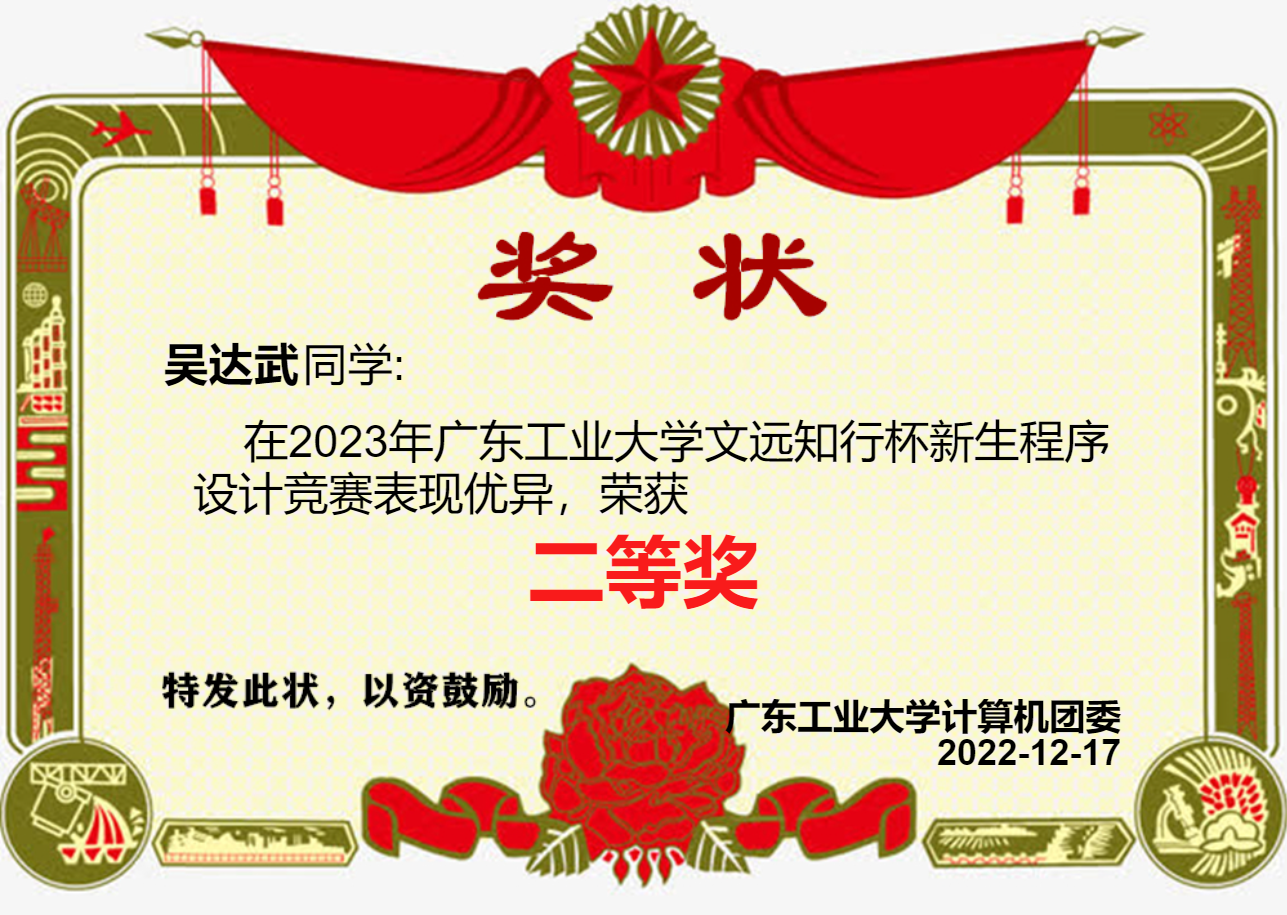 奖 状
吴达武同学:
在2023年广东工业大学文远知行杯新生程序
设计竞赛表现优异，荣获
二等奖
特发此状，以资鼓励。
广东工业大学计算机团委
2022-12-17